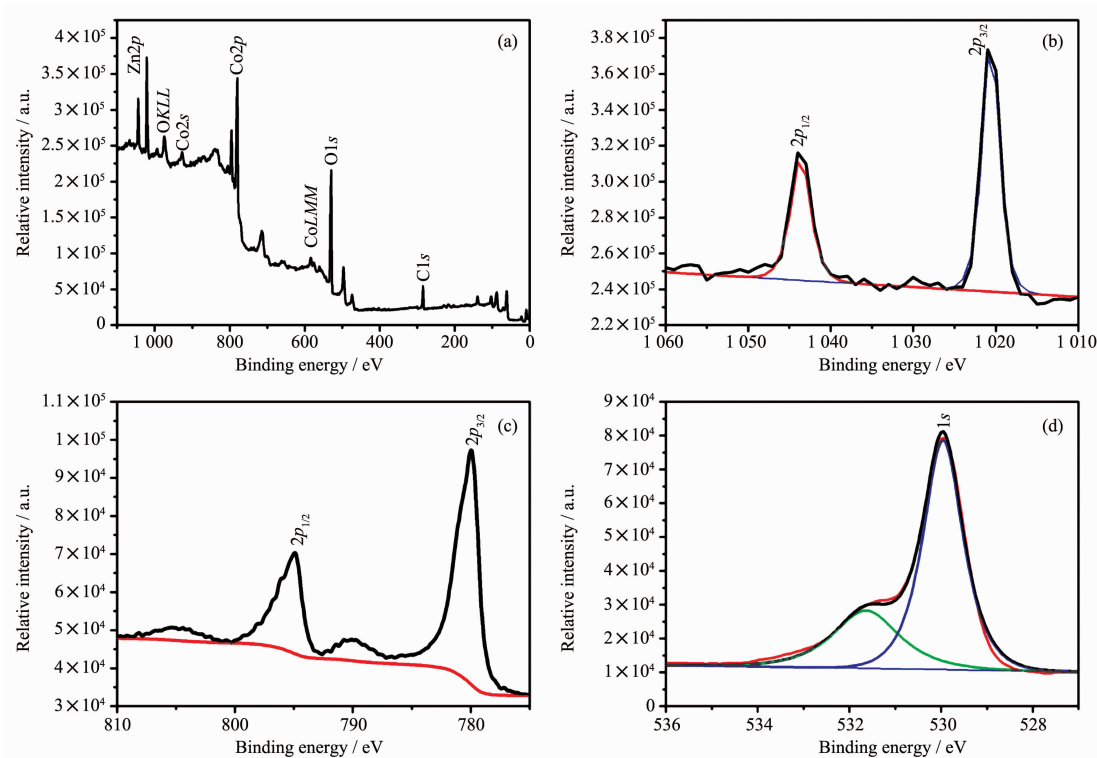 (a)
Relative intensity / a.u.
4×10⁵
3.5×10⁵
3.0×10⁵
2.5×10⁵
2×10⁵
1.5×10⁵
1×10⁵
5×10⁴
0
Zn2p
OKLL
Co2s
Co2p
CoLMM
O1s
C1s
1 000 800 600 400 200 0
Binding energy / eV
(b)
Relative intensity / a.u.
3.8×10⁵
3.6×10⁵
3.4×10⁵
3.2×10⁵
3.0×10⁵
2.8×10⁵
2.6×10⁵
2.4×10⁵
2.2×10⁵
2p₁/₂
2p₃/₂
1 060 1 050 1 040 1 030 1 020 1 010
Binding energy / eV
(c)
Relative intensity / a.u.
1.1×10⁵
1.0×10⁵
9×10⁴
8×10⁴
7×10⁴
6×10⁴
5×10⁴
4×10⁴
3×10⁴
2p₁/₂
2p₃/₂
810 800 790 780
Binding energy / eV
(d)
Relative intensity / a.u.
9×10⁴
8×10⁴
7×10⁴
6×10⁴
5×10⁴
4×10⁴
3×10⁴
2×10⁴
1×10⁴
0
1s
536 534 532 530 528
Binding energy / eV